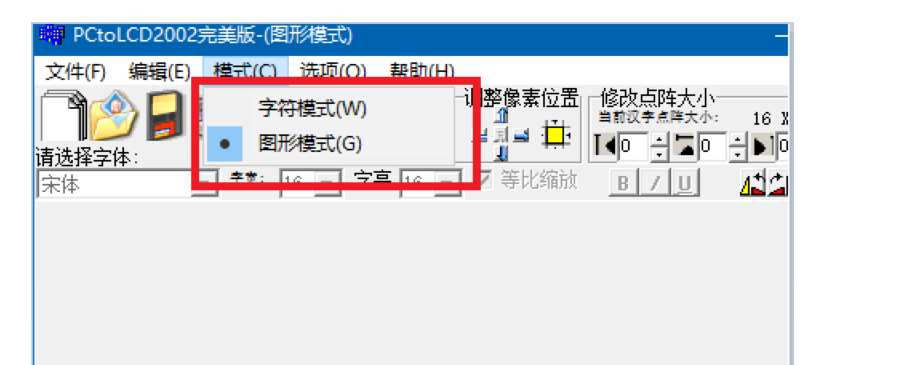 PCtoLCD2002完美版-(图形模式)
文件(F) 编辑(E) 模式(C) 选项(O) 帮助(H)
字符模式(W)
图形模式(G)
调整像素位置
修改点阵大小
当前汉字点阵大小: 16 X
0 0 0
请选择字体:
宋体 字宽: 16 字高 16 等比缩放 B I U